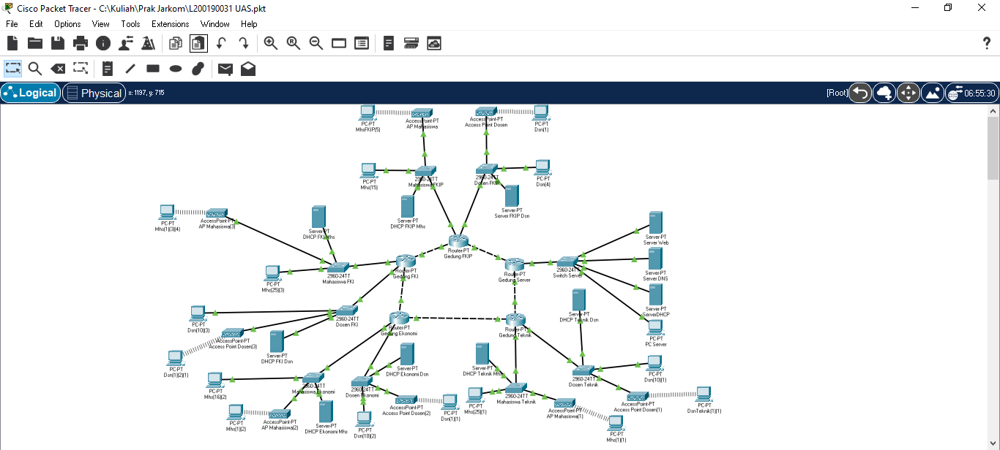 Cisco Packet Tracer - C:\Kuliah\Prak Jarkom\L200190031 UAS.pkt
File Edit Options View Tools Extensions Window Help
Logical Physical x: 1197, y: 715 [Root] 06:55:30
PC-PT
MhsFKIP(5)
AccessPoint-PT
AP Mahasiswa
AccessPoint-PT
Access Point Dosen
PC-PT
Dsn(1)
PC-PT
Mhs(15)
2960-24TT
Mahasiswa FKIP
2960-24TT
Dosen FKIP
PC-PT
Dsn(4)
Server-PT
DHCP FKIP Mhs
Server-PT
Server FKIP Dsn
PC-PT
Mhs(1)(3)(4)
AccessPoint-PT
AP Mahasiswa(3)
Server-PT
DHCP FKI Mhs
Router-PT
Gedung FKIP
Server-PT
Server Web
PC-PT
Mhs(25)(3)
2960-24TT
Mahasiswa FKI
Router-PT
Gedung FKI
Router-PT
Gedung Server
2960-24TT
Switch Server
Server-PT
Server DNS
Server-PT
ServerDHCP
PC-PT
Dsn(10)(3)
2960-24TT
Dosen FKI
Router-PT
Gedung Ekonomi
Router-PT
Gedung Teknik
Server-PT
DHCP Teknik Dsn
PC-PT
PC Server
AccessPoint-PT
Access Point Dosen(3)
Server-PT
DHCP FKI Dsn
PC-PT
Dsn(1)(2)(1)
Server-PT
DHCP Ekonomi Dsn
Server-PT
DHCP Teknik Mhs
PC-PT
Dsn(10)(1)
PC-PT
Mhs(16)(2)
2960-24TT
Mahasiswa Ekonomi
2960-24TT
Dosen Ekonomi
2960-24TT
Mahasiswa Teknik
2960-24TT
Dosen Teknik
PC-PT
Mhs(1)(2)
AccessPoint-PT
AP Mahasiswa(2)
Server-PT
DHCP Ekonomi Mhs
PC-PT
Dsn(10)(2)
AccessPoint-PT
Access Point Dosen(2)
PC-PT
Dsn(1)(1)
PC-PT
Mhs(25)(1)
AccessPoint-PT
AP Mahasiswa(1)
PC-PT
Mhs(1)(1)
AccessPoint-PT
Access Point Dosen(1)
PC-PT
DsnTeknik(1)(1)